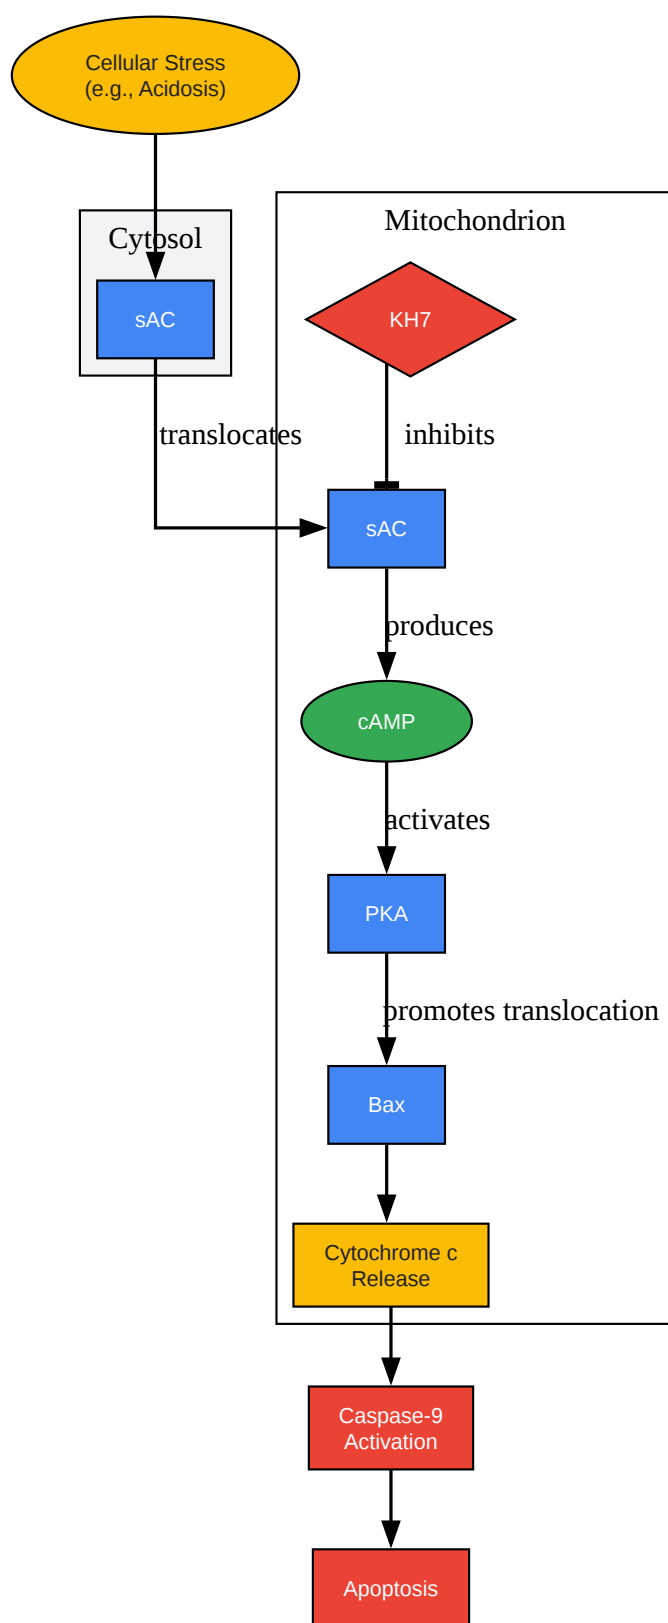 Cellular Stress
(e.g., Acidosis)
Cytosol
Mitochondrion
sAC
KH7
translocates
inhibits
sAC
produces
cAMP
activates
PKA
promotes translocation
Bax
Cytochrome c
Release
Caspase-9
Activation
Apoptosis